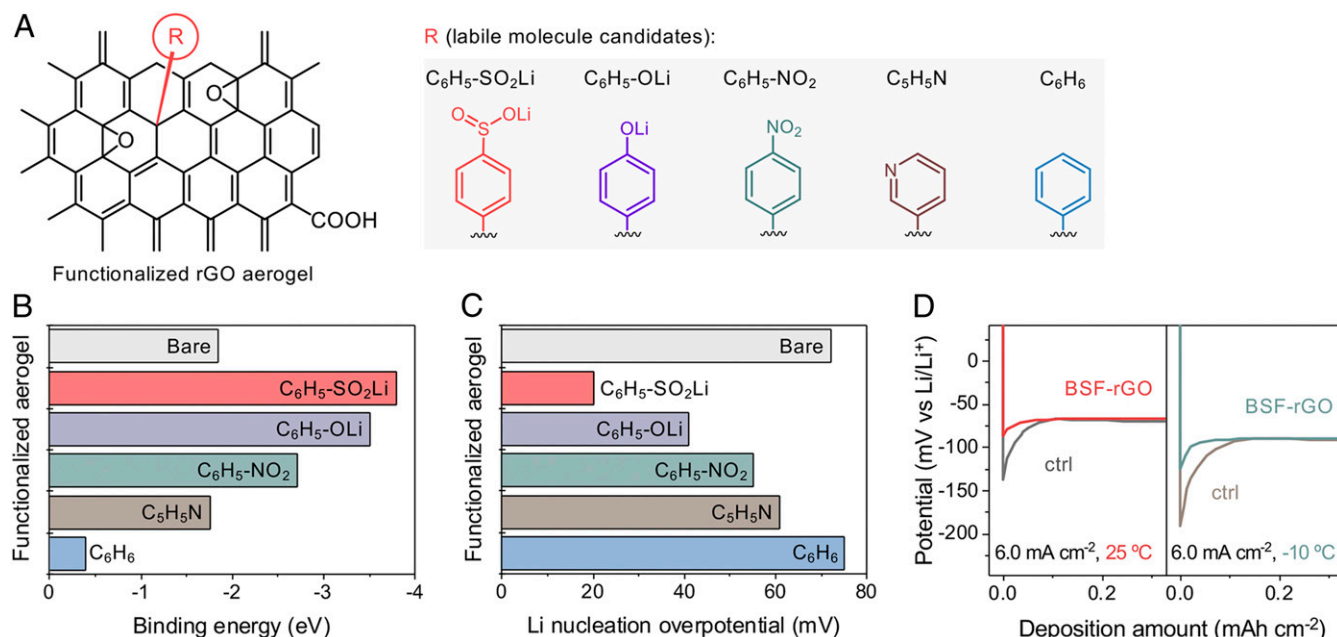 A
R
O
O
COOH
Functionalized rGO aerogel
R (labile molecule candidates):
C₆H₅-SO₂Li C₆H₅-OLi C₆H₅-NO₂ C₅H₅N C₆H₆
O S OLi
OLi
NO₂
N
B
Functionalized aerogel
Bare
C₆H₅-SO₂Li
C₆H₅-OLi
C₆H₅-NO₂
C₅H₅N
C₆H₆
0 -1 -2 -3 -4
Binding energy (eV)
C
Functionalized aerogel
Bare
C₆H₅-SO₂Li
C₆H₅-OLi
C₆H₅-NO₂
C₅H₅N
C₆H₆
0 20 40 60 80
Li nucleation overpotential (mV)
D
Potential (mV vs Li/Li⁺)
0
-50
-100
-150
-200
BSF-rGO
ctrl
6.0 mA cm⁻², 25 ºC
BSF-rGO
ctrl
6.0 mA cm⁻², -10 ºC
0.0 0.2 0.0 0.2
Deposition amount (mAh cm⁻²)